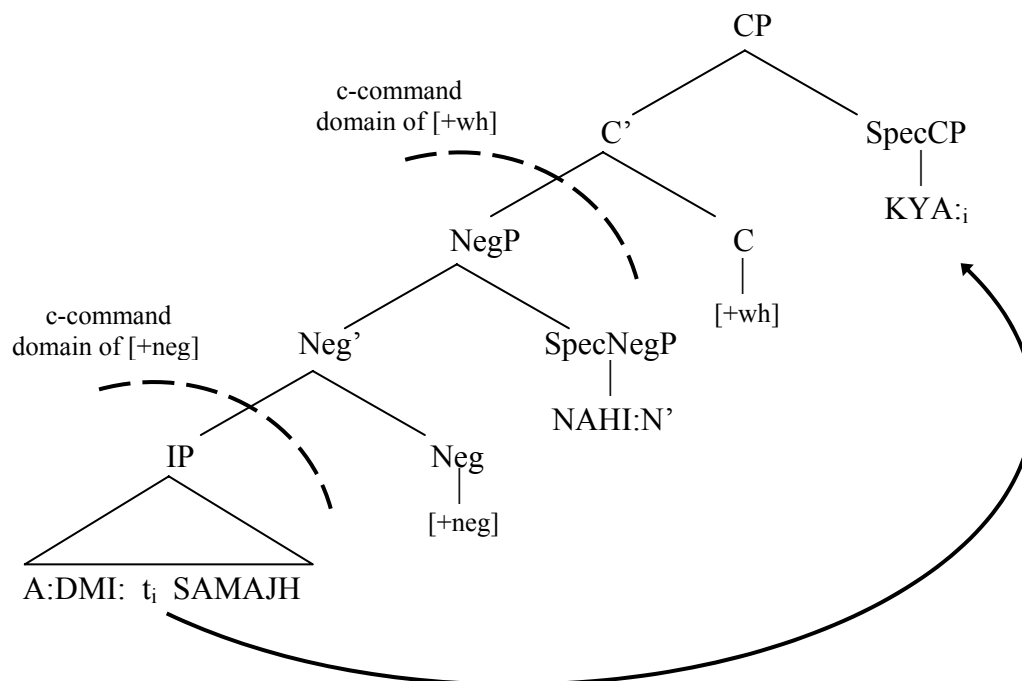 CP
c-command
domain of [+wh]
C’
SpecCP
KYA:i
NegP
C
[+wh]
c-command
domain of [+neg]
Neg’
SpecNegP
NAHI:N’
IP
Neg
[+neg]
A:DMI: ti SAMAJH